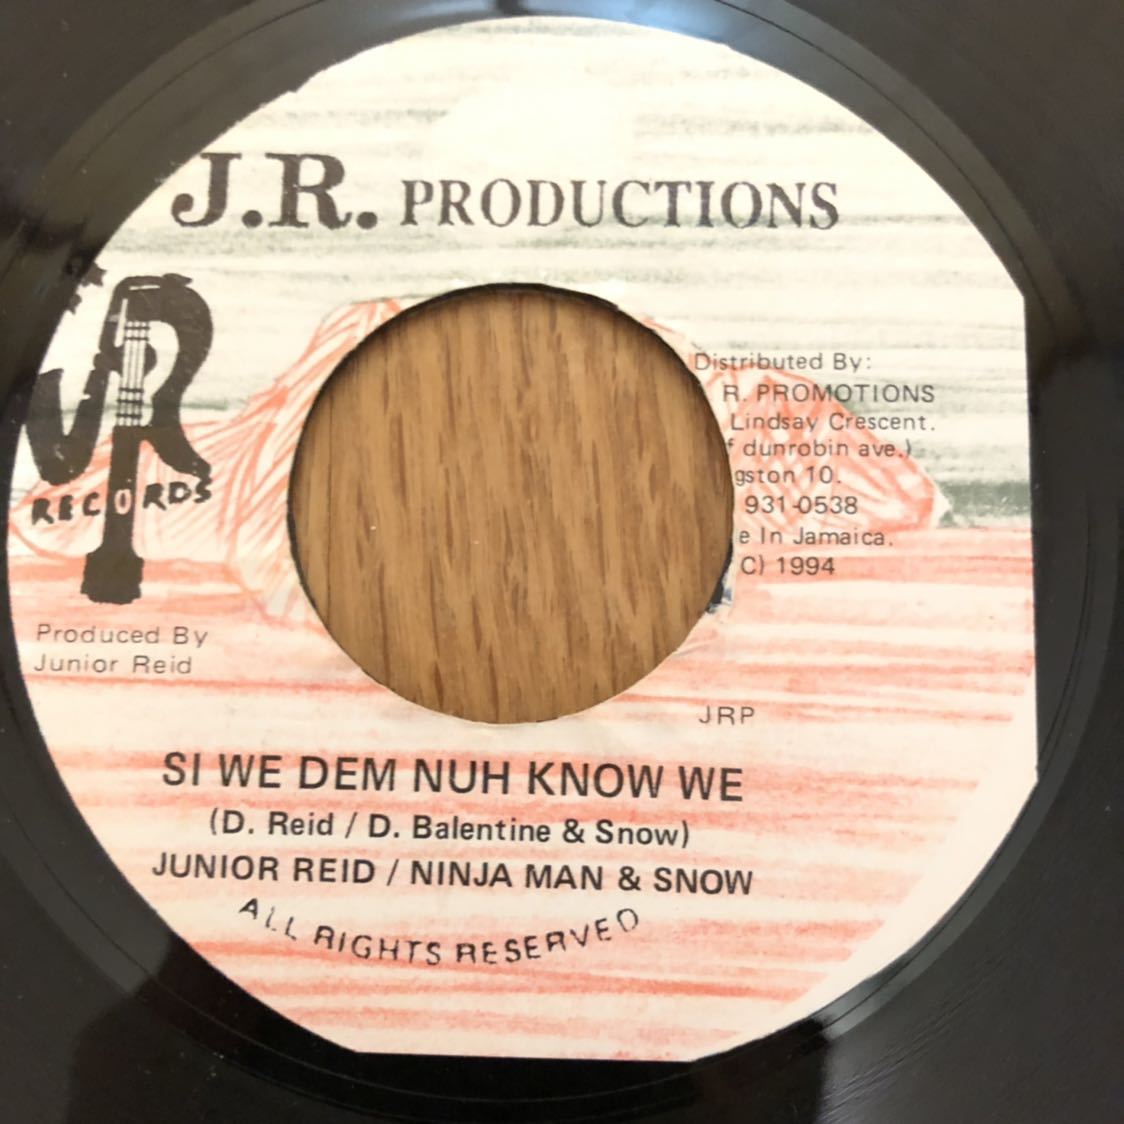 J.R. PRODUCTIONS
JR
RECORDS
Distributed By:
R. PROMOTIONS
Lindsay Crescent.
dunrobin ave.)
10.
931-0538
In Jamaica.
C) 1994
Produced By
Junior Reid
JRP
SI WE DEM NUH KNOW WE
(D. Reid / D. Balentine & Snow)
JUNIOR REID / NINJA MAN & SNOW
ALL RIGHTS RESERVED